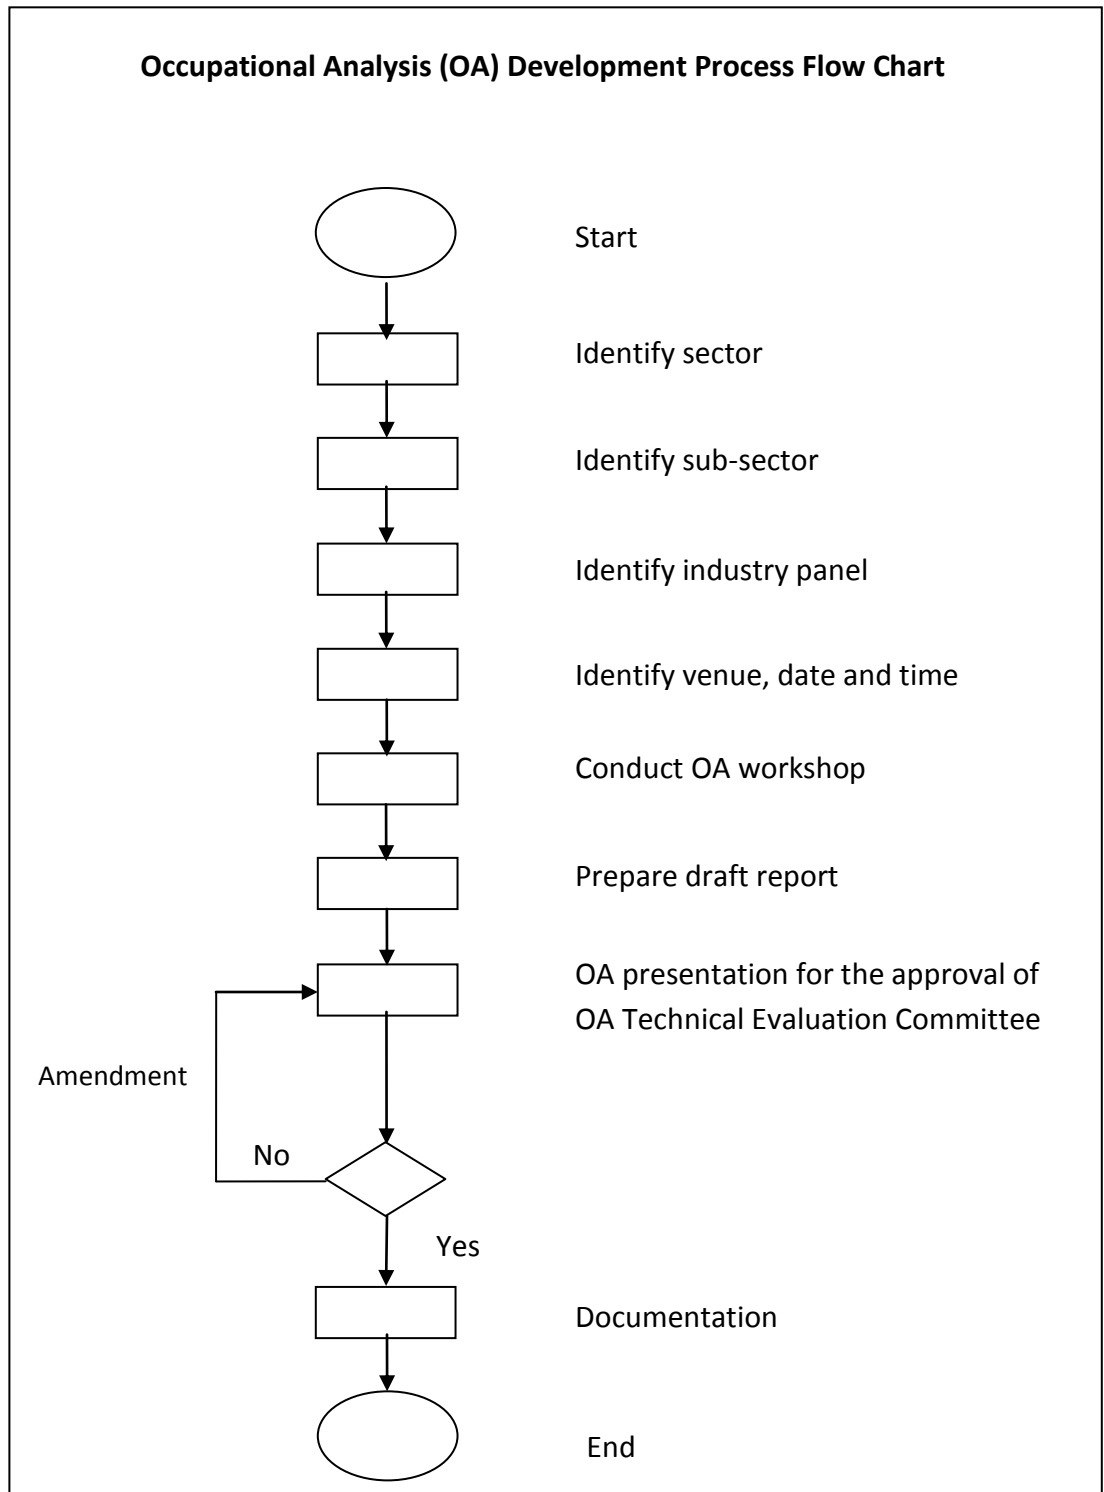 Occupational Analysis (OA) Development Process Flow Chart
Start
Identify sector
Identify sub-sector
Identify industry panel
Identify venue, date and time
Conduct OA workshop
Prepare draft report
OA presentation for the approval of
OA Technical Evaluation Committee
Amendment
No
Yes
Documentation
End